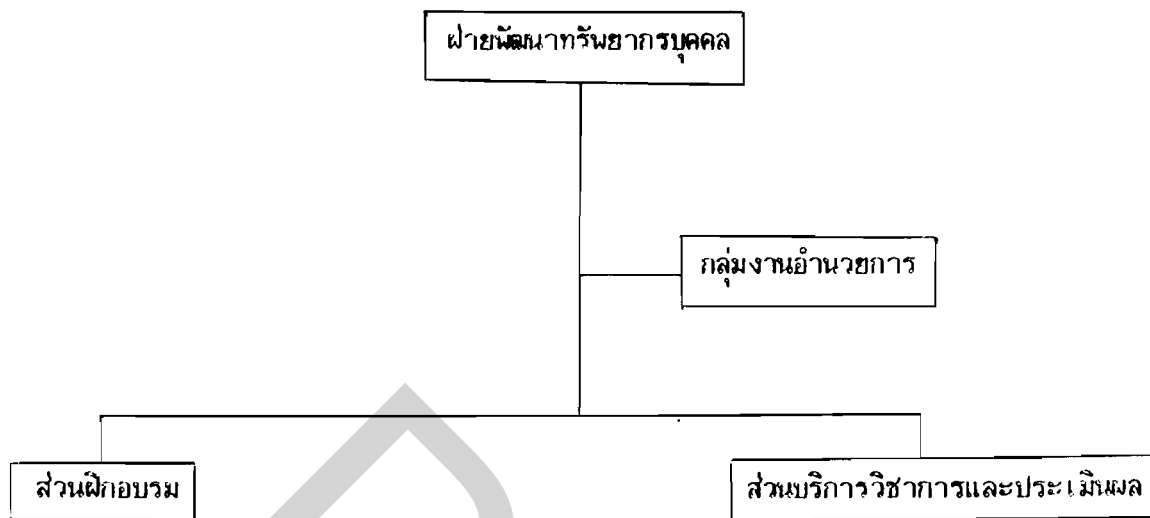 ฝ่ายพัฒนาทรัพยากรบุคคล
กลุ่มงานอำนวยการ
ส่วนฝึกอบรม
ส่วนบริการวิชาการและประเมินผล